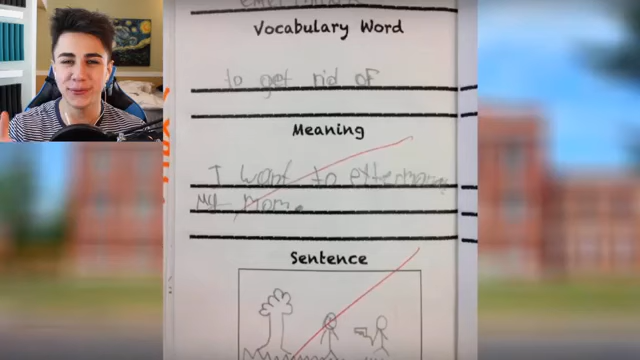 Vocabulary Word
to get rid of
Meaning
I want to
my mom.
Sentence